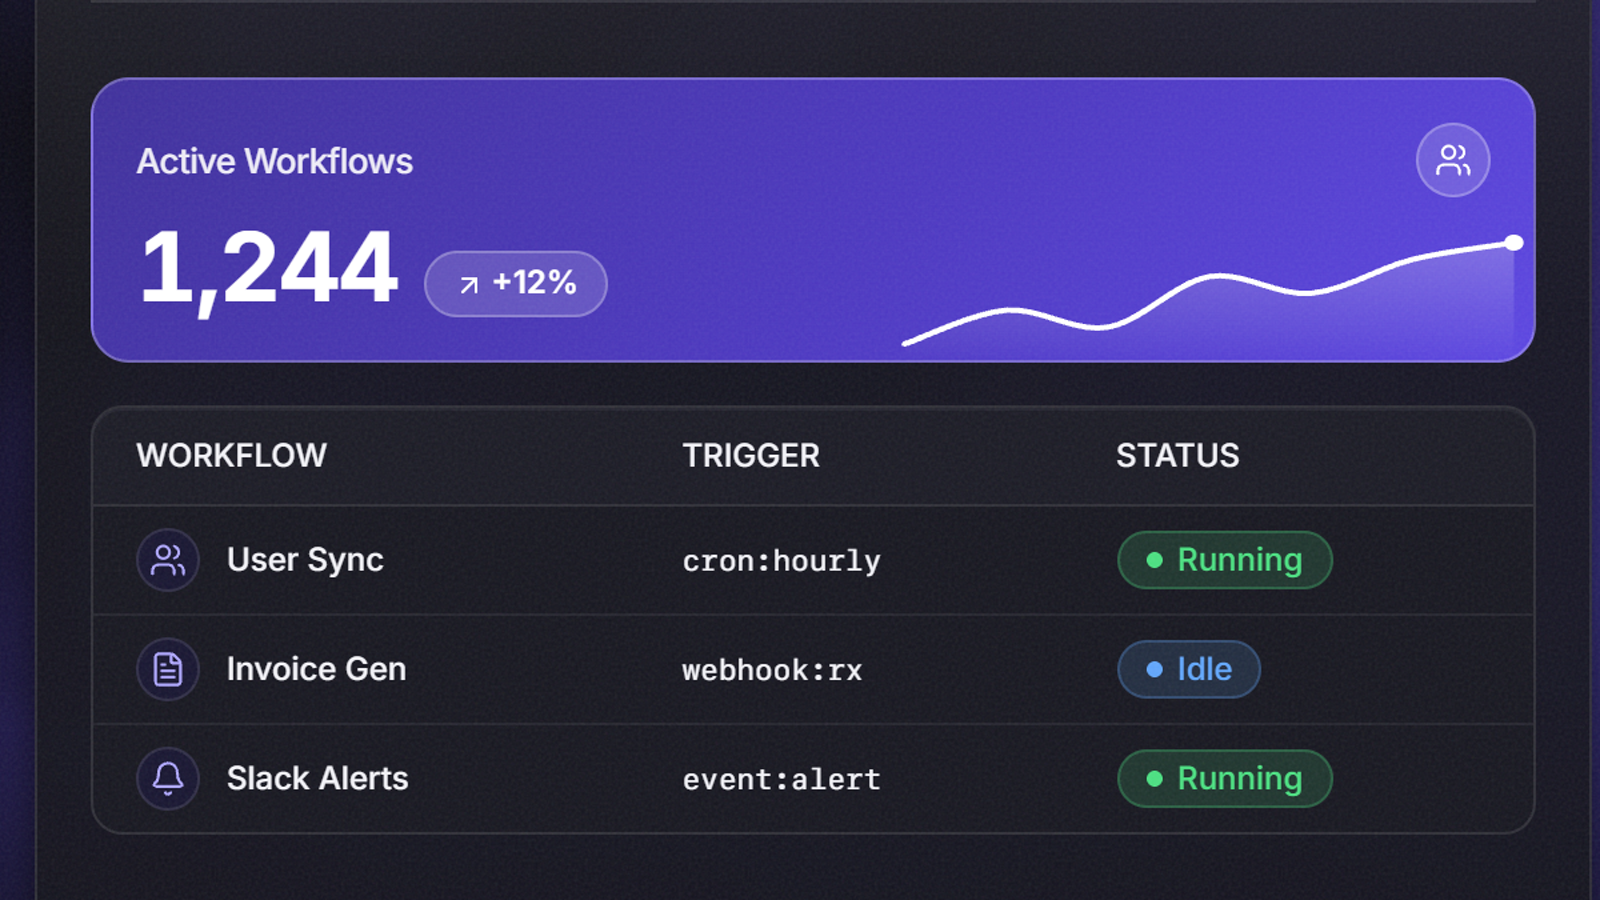 Active Workflows
1,244 +12%
WORKFLOW TRIGGER STATUS
User Sync cron:hourly Running
Invoice Gen webhook:rx Idle
Slack Alerts event:alert Running